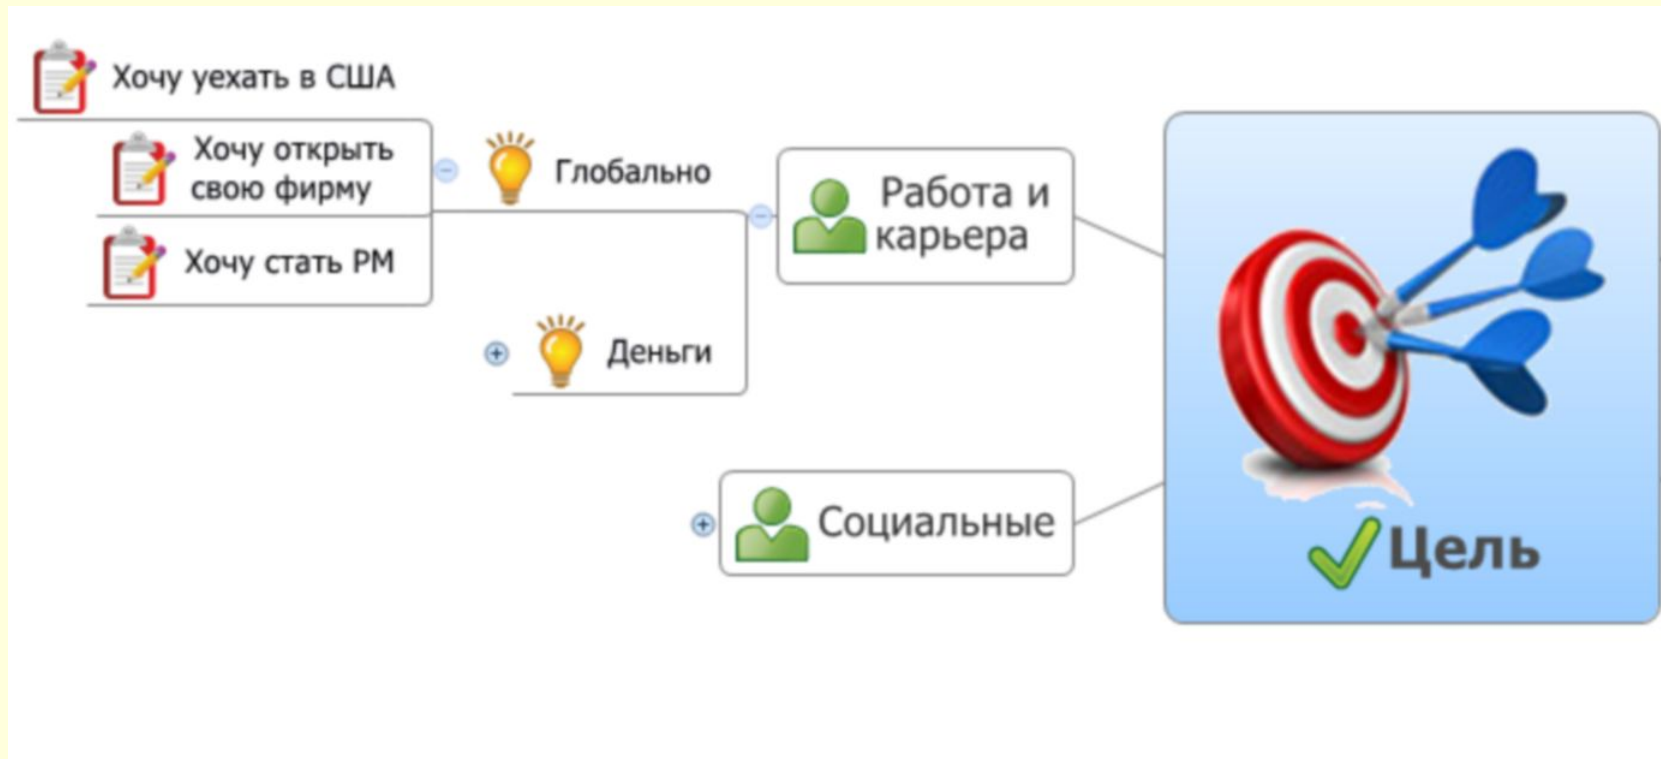 Хочу уехать в США
Хочу открыть
свою фирму
Хочу стать PM
Глобально
Деньги
Работа и
карьера
Социальные
Цель